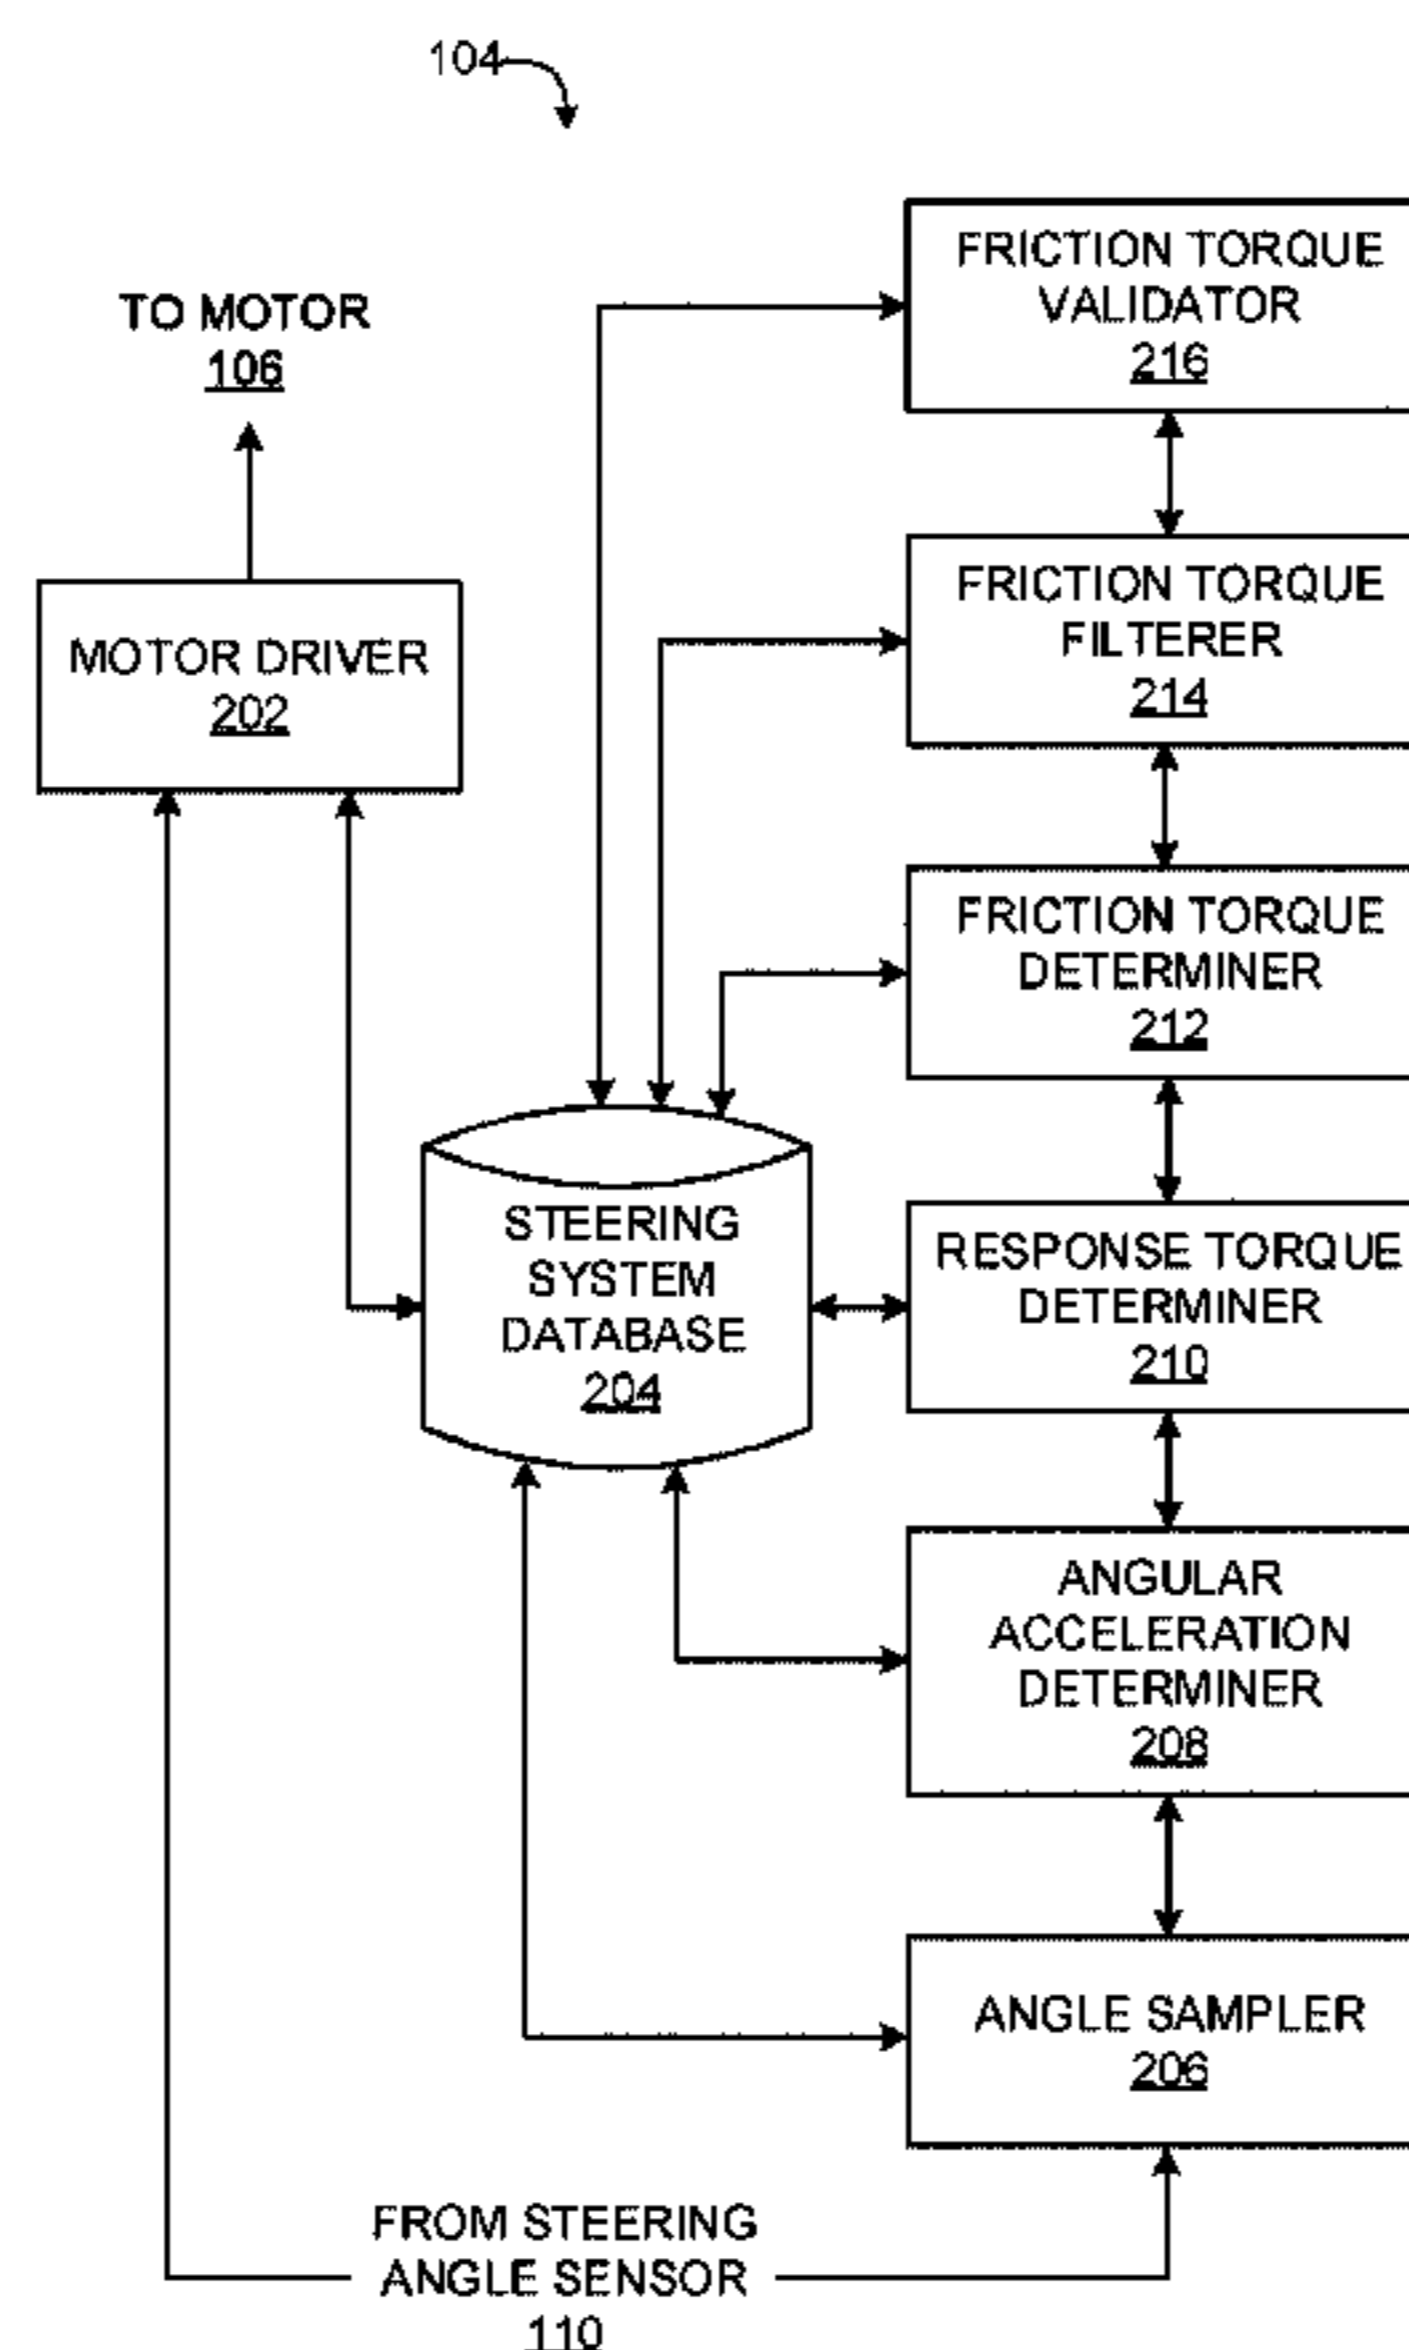 104
FRICTION TORQUE
VALIDATOR
216
TO MOTOR
106
FRICTION TORQUE
FILTERER
214
MOTOR DRIVER
202
FRICTION TORQUE
DETERMINER
212
STEERING
SYSTEM
DATABASE
204
RESPONSE TORQUE
DETERMINER
210
ANGULAR
ACCELERATION
DETERMINER
208
ANGLE SAMPLER
206
FROM STEERING
ANGLE SENSOR
110